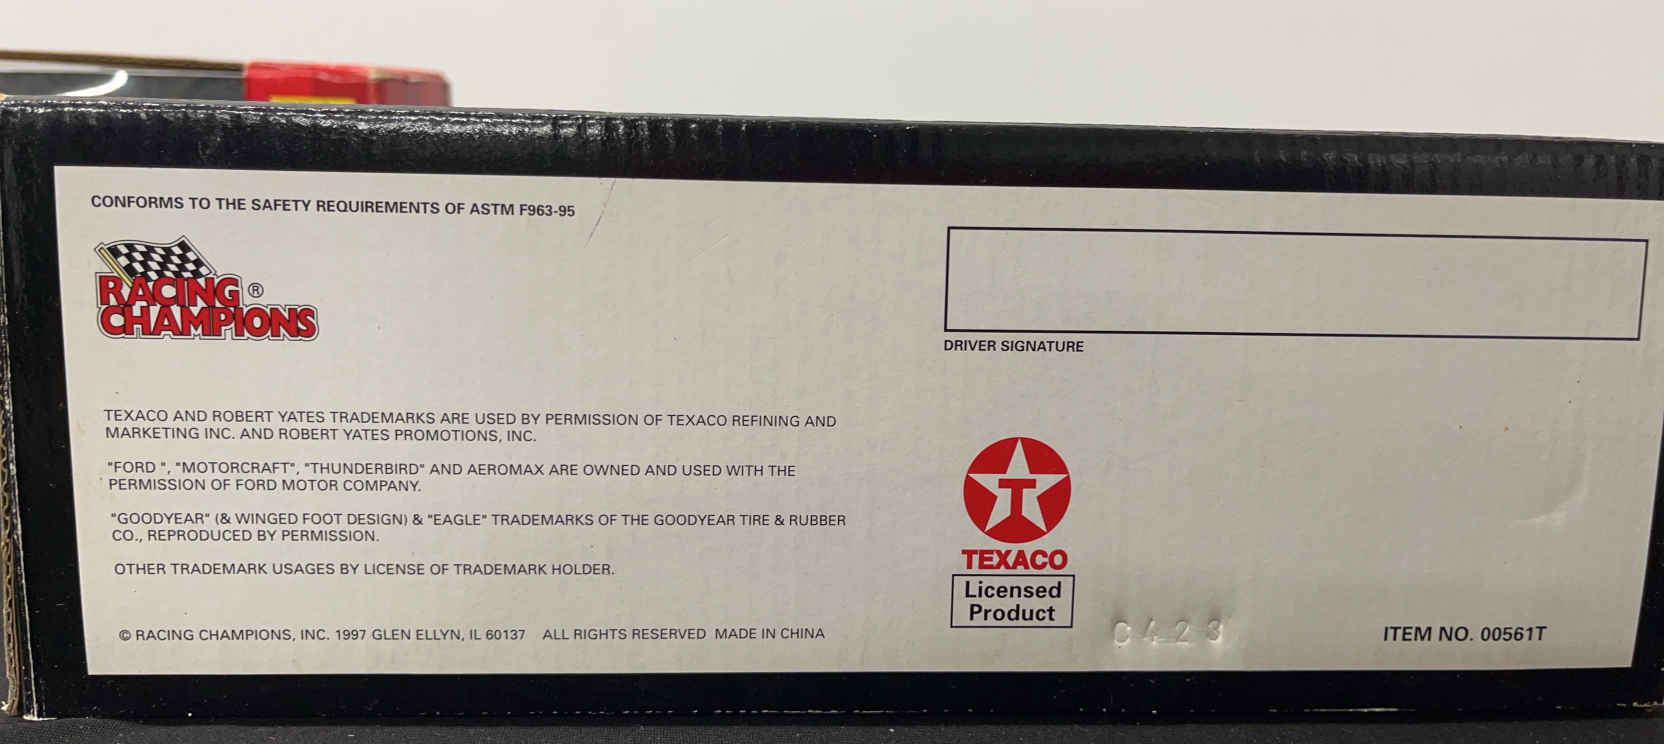 CONFORMS TO THE SAFETY REQUIREMENTS OF ASTM F963-95
RACING ®
CHAMPIONS
DRIVER SIGNATURE
TEXACO AND ROBERT YATES TRADEMARKS ARE USED BY PERMISSION OF TEXACO REFINING AND
MARKETING INC. AND ROBERT YATES PROMOTIONS, INC.
"FORD ", "MOTORCRAFT", "THUNDERBIRD" AND AEROMAX ARE OWNED AND USED WITH THE
PERMISSION OF FORD MOTOR COMPANY.
"GOODYEAR" (& WINGED FOOT DESIGN) & "EAGLE" TRADEMARKS OF THE GOODYEAR TIRE & RUBBER
CO., REPRODUCED BY PERMISSION.
OTHER TRADEMARK USAGES BY LICENSE OF TRADEMARK HOLDER.
© RACING CHAMPIONS, INC. 1997 GLEN ELLYN, IL 60137 ALL RIGHTS RESERVED MADE IN CHINA
T
TEXACO
Licensed
Product
0423
ITEM NO. 00561T